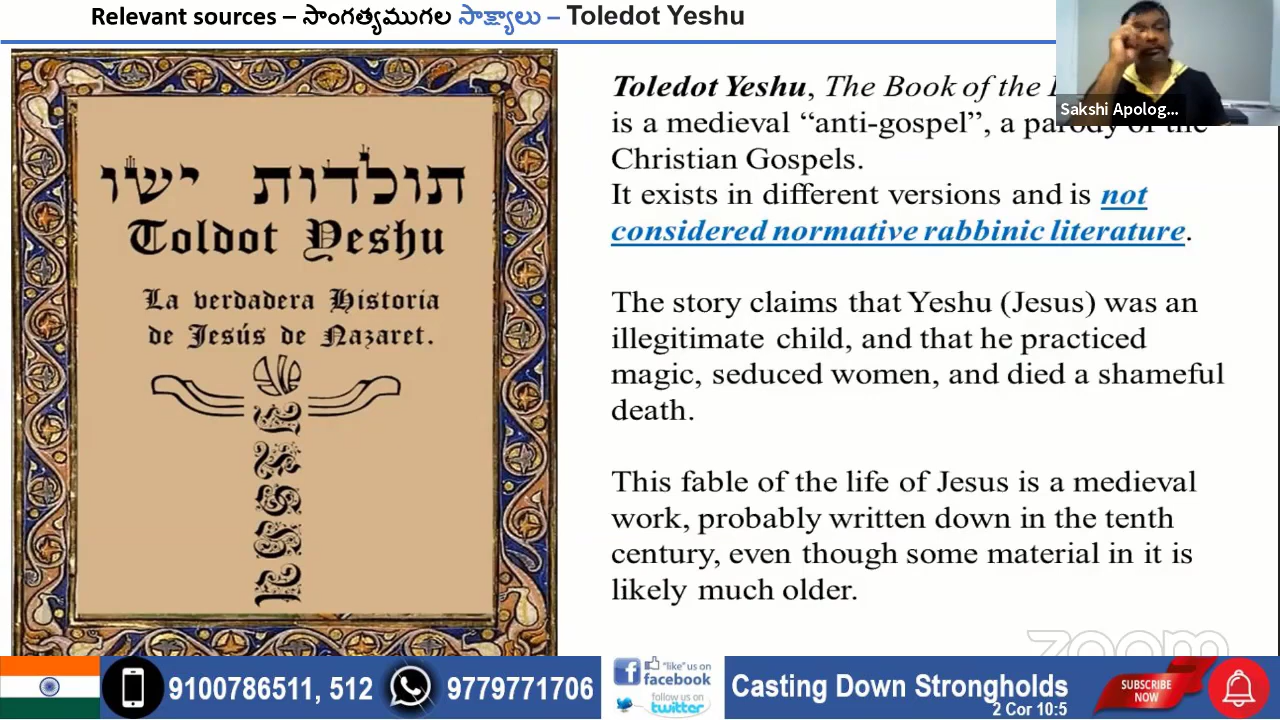 Relevant sources – సాంగత్యముగల సాక్ష్యాలు – Toledot Yeshu
תולדות ישו
Toldot Yeshu
La verdadera Historia
de Jesús de Nazaret.
Toledot Yeshu, The Book of the
is a medieval “anti-gospel”, a parody of the
Christian Gospels.
It exists in different versions and is not
considered normative rabbinic literature.
The story claims that Yeshu (Jesus) was an
illegitimate child, and that he practiced
magic, seduced women, and died a shameful
death.
This fable of the life of Jesus is a medieval
work, probably written down in the tenth
century, even though some material in it is
likely much older.
Sakshi Apolog...
zoom
9100786511, 512
9779771706
"like" us on
facebook
follow us on
twitter
Casting Down Strongholds
2 Cor 10:5
SUBSCRIBE
NOW